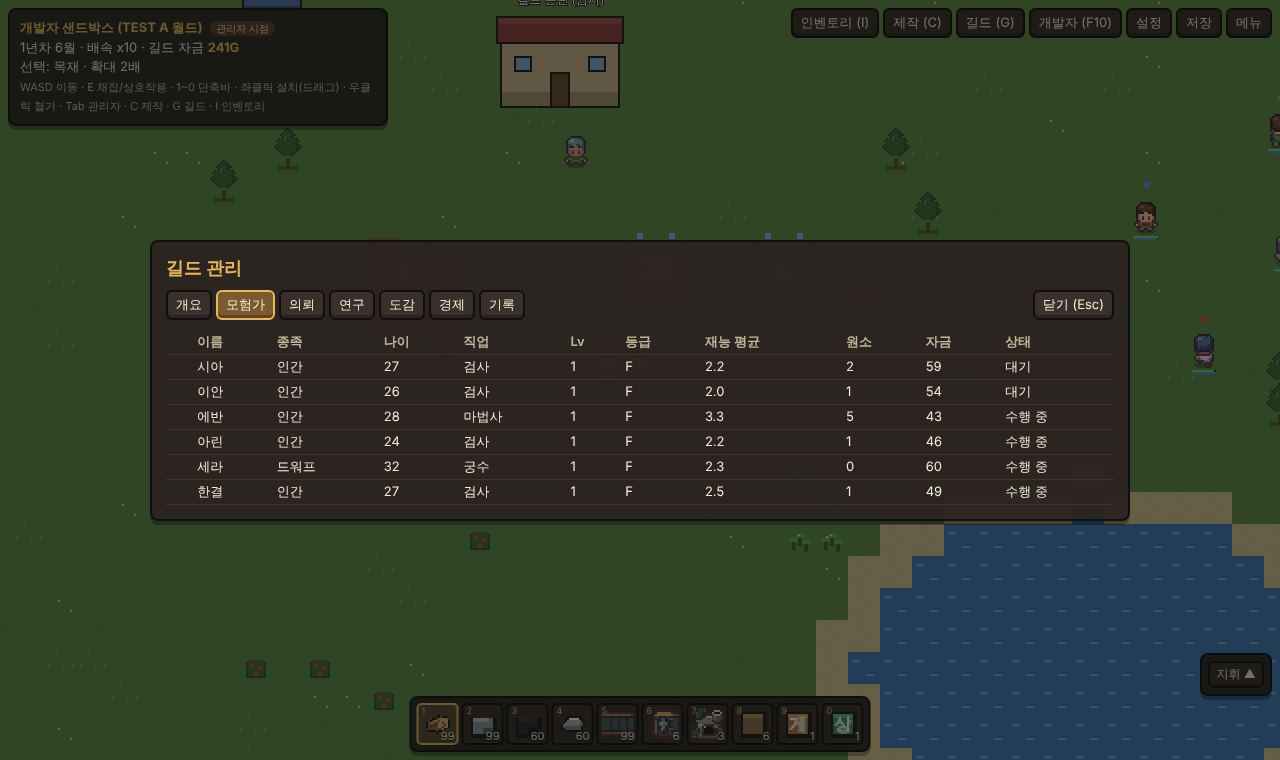 개발자 샌드박스 (TEST A 월드) 관리자 시점
1년차 6월 · 배속 x10 · 길드 자금 241G
선택: 목재 · 확대 2배
WASD 이동 · E 채집/상호작용 · 1~0 단축바 · 좌클릭 설치(드래그) · 우클
릭 철거 · Tab 관리자 · C 제작 · G 길드 · I 인벤토리
인벤토리 (I) 제작 (C) 길드 (G) 개발자 (F10) 설정 저장 메뉴
길드 관리
개요 모험가 의뢰 연구 도감 경제 기록 닫기 (Esc)
이름 종족 나이 직업 Lv 등급 재능 평균 원소 자금 상태
시아 인간 27 검사 1 F 2.2 2 59 대기
이안 인간 26 검사 1 F 2.0 1 54 대기
에반 인간 28 마법사 1 F 3.3 5 43 수행 중
아린 인간 24 검사 1 F 2.2 1 46 수행 중
세라 드워프 32 궁수 1 F 2.3 0 60 수행 중
한결 인간 27 검사 1 F 2.5 1 49 수행 중
지휘 ▲
1 2 3 4 5 6 7 8 9 0
게 상
99 99 60 60 99 6 3 6 1 1